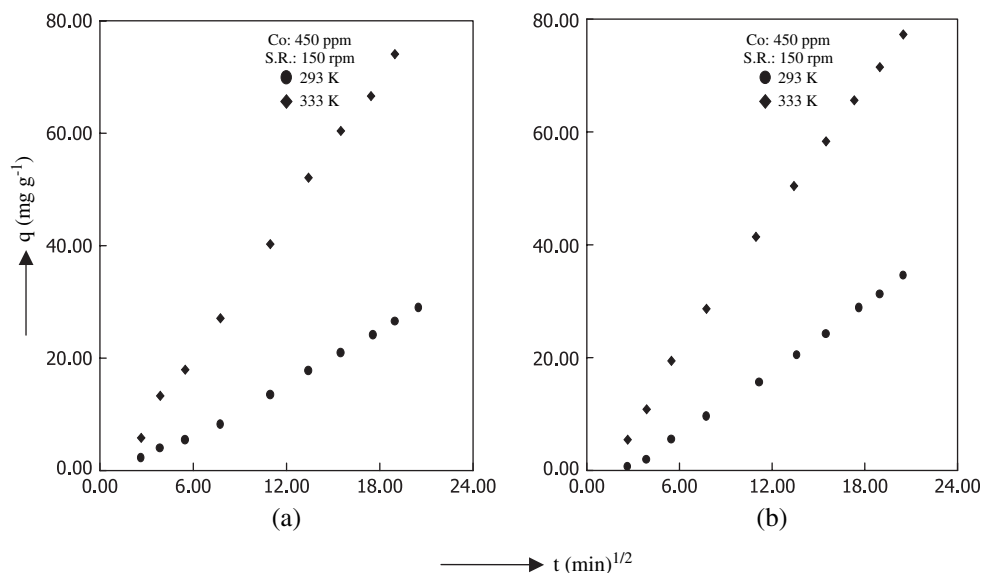 80.00
60.00
40.00
20.00
0.00
0.00 6.00 12.00 18.00 24.00
Co: 450 ppm
S.R.: 150 rpm
293 K
333 K
(a)
80.00
60.00
40.00
20.00
0.00
0.00 6.00 12.00 18.00 24.00
Co: 450 ppm
S.R.: 150 rpm
293 K
333 K
(b)
q (mg g⁻¹)
t (min)^1/2